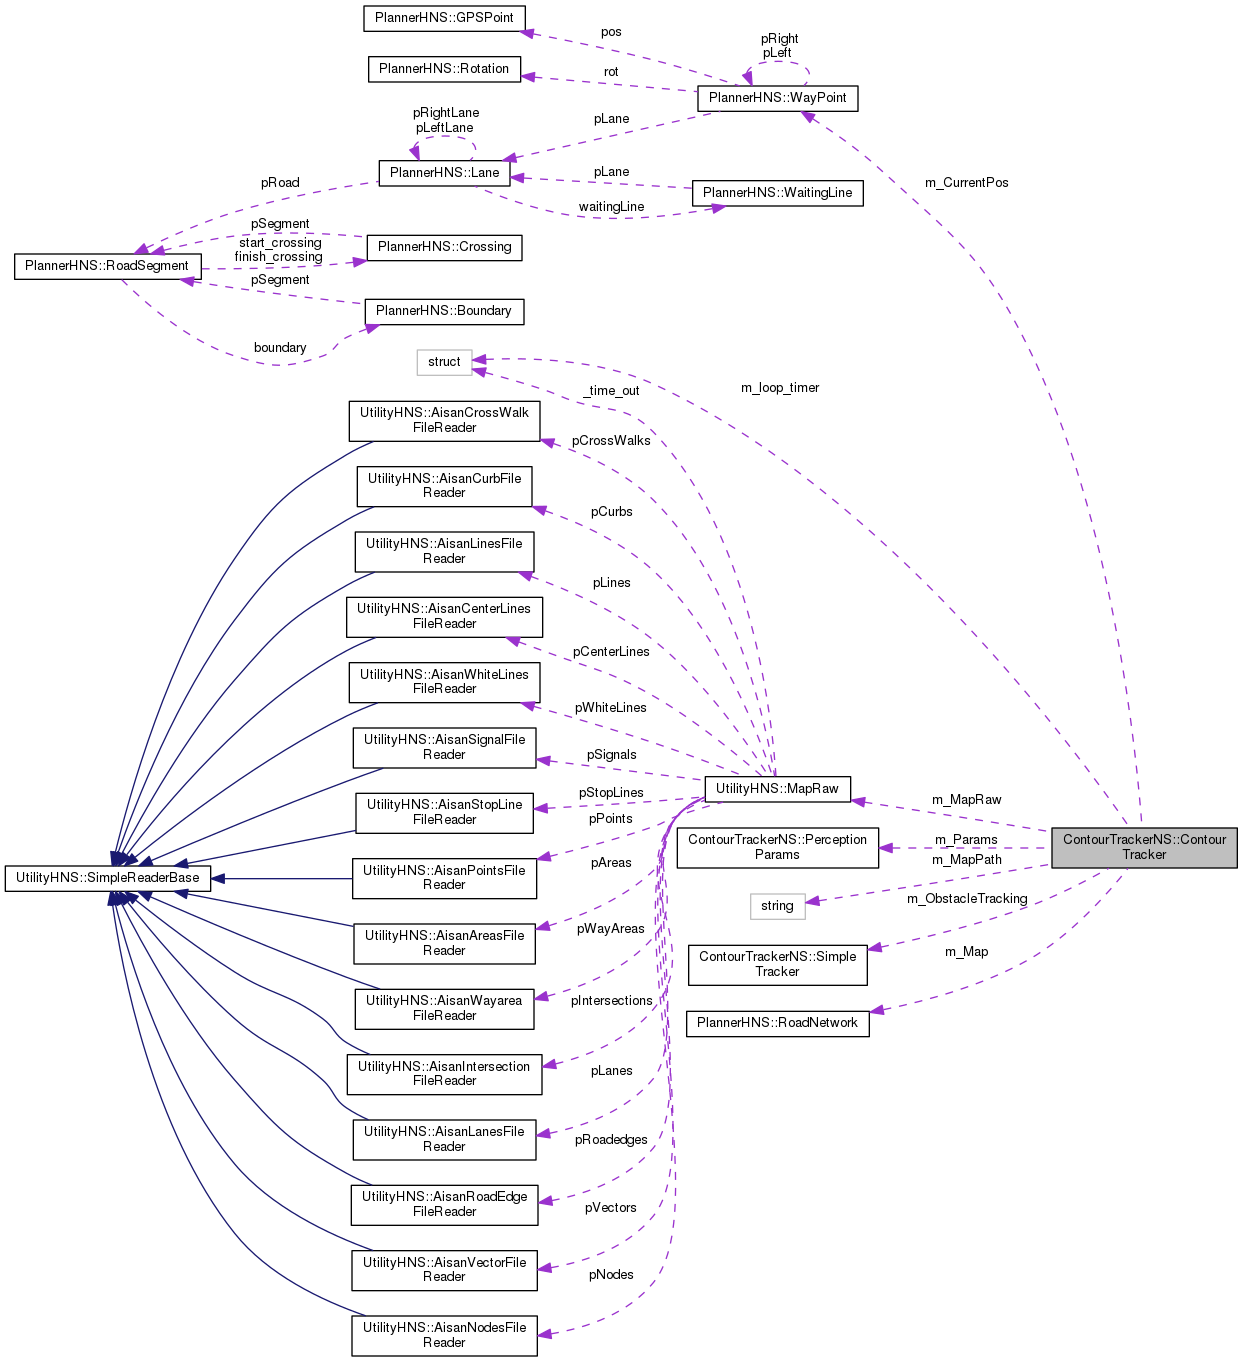 PlannerHNS::GPSPoint
pos
pRight
pLeft
PlannerHNS::Rotation
rot
PlannerHNS::WayPoint
pRightLane
pLeftLane
pLane
PlannerHNS::Lane
pLane
pRoad
m_CurrentPos
PlannerHNS::WaitingLine
waitingLine
pSegment
start_crossing
finish_crossing
PlannerHNS::Crossing
PlannerHNS::RoadSegment
pSegment
PlannerHNS::Boundary
boundary
struct
m_loop_timer
_time_out
UtilityHNS::AisanCrossWalk
FileReader
pCrossWalks
UtilityHNS::AisanCurbFile
Reader
pCurbs
UtilityHNS::AisanLinesFile
Reader
pLines
UtilityHNS::AisanCenterLines
FileReader
pCenterLines
UtilityHNS::AisanWhiteLines
FileReader
pWhiteLines
UtilityHNS::AisanSignalFile
Reader
pSignals
UtilityHNS::MapRaw
UtilityHNS::AisanStopLine
FileReader
pStopLines
m_MapRaw
pPoints
ContourTrackerNS::Perception
Params
m_Params
ContourTrackerNS::Contour
Tracker
m_MapPath
UtilityHNS::SimpleReaderBase
UtilityHNS::AisanPointsFile
Reader
pAreas
string
m_ObstacleTracking
UtilityHNS::AisanAreasFile
Reader
pWayAreas
ContourTrackerNS::Simple
Tracker
m_Map
UtilityHNS::AisanWayarea
FileReader
pIntersections
PlannerHNS::RoadNetwork
UtilityHNS::AisanIntersection
FileReader
pLanes
UtilityHNS::AisanLanesFile
Reader
pRoadedges
UtilityHNS::AisanRoadEdge
FileReader
pVectors
UtilityHNS::AisanVectorFile
Reader
pNodes
UtilityHNS::AisanNodesFile
Reader